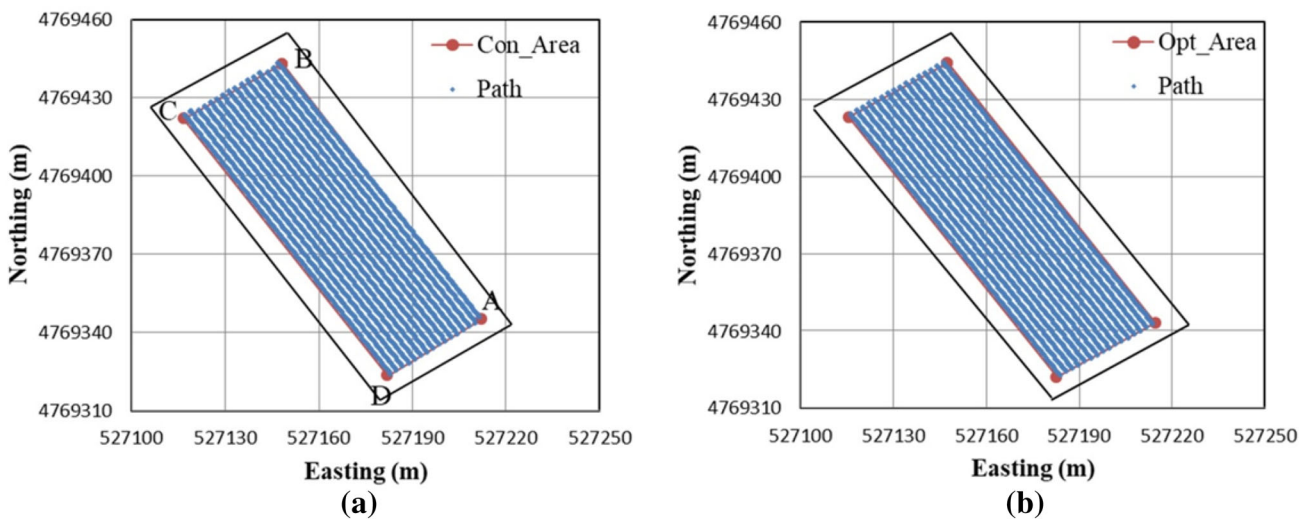 4769460
4769430
4769400
4769370
4769340
4769310
527100 527130 527160 527190 527220 527250
Northing (m)
Easting (m)
Con_Area
Path
B
C
A
D
(a)
4769460
4769430
4769400
4769370
4769340
4769310
527100 527130 527160 527190 527220 527250
Northing (m)
Easting (m)
Opt_Area
Path
(b)